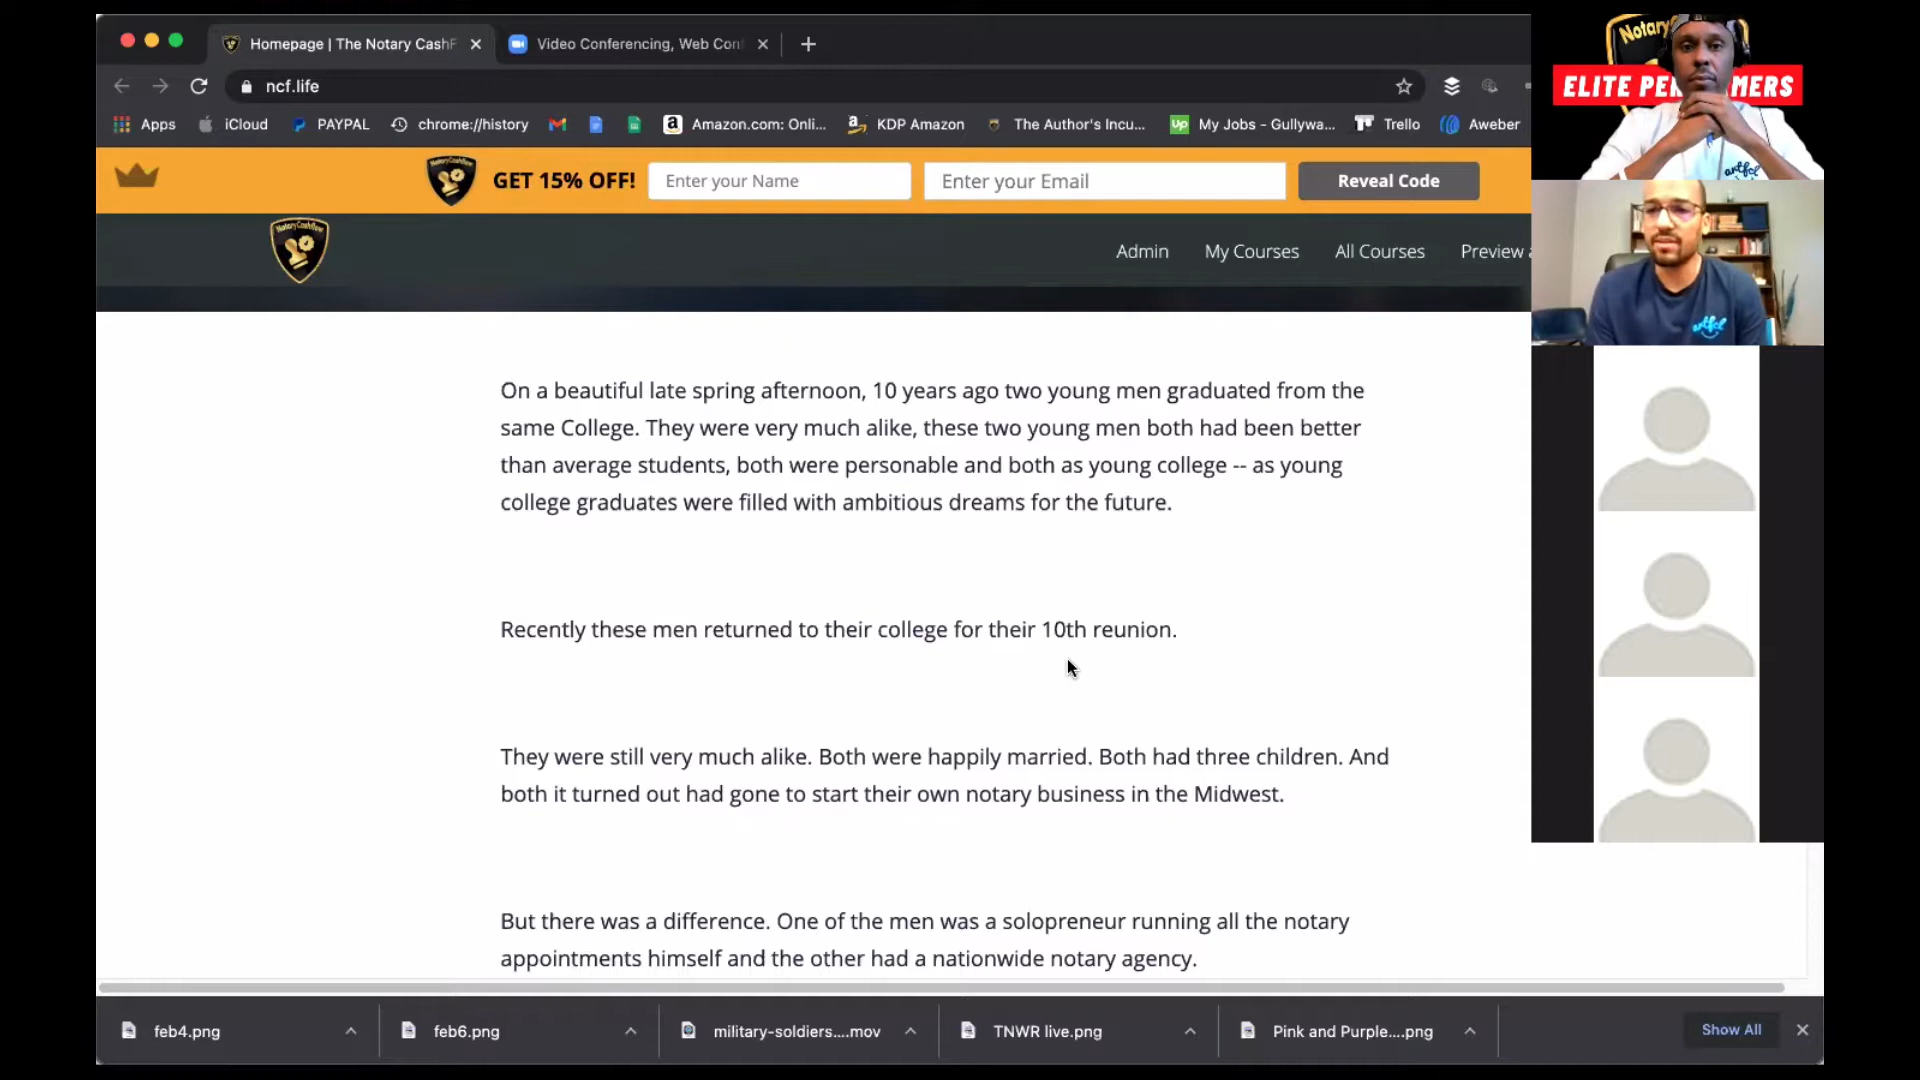 Homepage | The Notary CashF
Video Conferencing, Web Con
ncf.life
Apps iCloud PAYPAL chrome://history Amazon.com: Onli... KDP Amazon The Author's Incu... My Jobs - Gullywa... Trello Aweber
NotaryCashflow GET 15% OFF! Enter your Name Enter your Email Reveal Code
NotaryCashflow Admin My Courses All Courses Preview a
On a beautiful late spring afternoon, 10 years ago two young men graduated from the
same College. They were very much alike, these two young men both had been better
than average students, both were personable and both as young college -- as young
college graduates were filled with ambitious dreams for the future.
Recently these men returned to their college for their 10th reunion.
They were still very much alike. Both were happily married. Both had three children. And
both it turned out had gone to start their own notary business in the Midwest.
But there was a difference. One of the men was a solopreneur running all the notary
appointments himself and the other had a nationwide notary agency.
feb4.png feb6.png military-soldiers....mov TNWR live.png Pink and Purple....png Show All
Notary
ELITE PE MERS
artfcl
artfcl